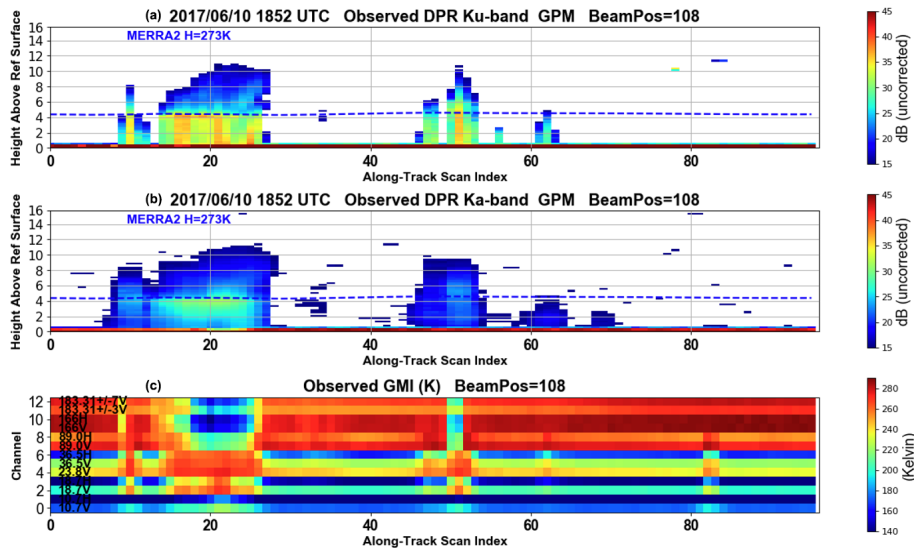 (a) 2017/06/10 1852 UTC Observed DPR Ku-band GPM BeamPos=108
MERRA2 H=273K
Height Above Ref Surface
16
14
12
10
8
6
4
2
0
0 20 40 60 80
Along-Track Scan Index
45
40
35
30
25
20
15
dB (uncorrected)
(b) 2017/06/10 1852 UTC Observed DPR Ka-band GPM BeamPos=108
MERRA2 H=273K
Height Above Ref Surface
16
14
12
10
8
6
4
2
0
0 20 40 60 80
Along-Track Scan Index
45
40
35
30
25
20
15
dB (uncorrected)
(c) Observed GMI (K) BeamPos=108
Channel
12
10
8
6
4
2
0
183.31+/-7V
183.31+/-3V
166H
166V
89.0H
89.0V
36.5H
36.5V
23.8V
18.7V
10.7V
0 20 40 60 80
Along-Track Scan Index
280
260
240
220
200
180
160
140
(Kelvin)